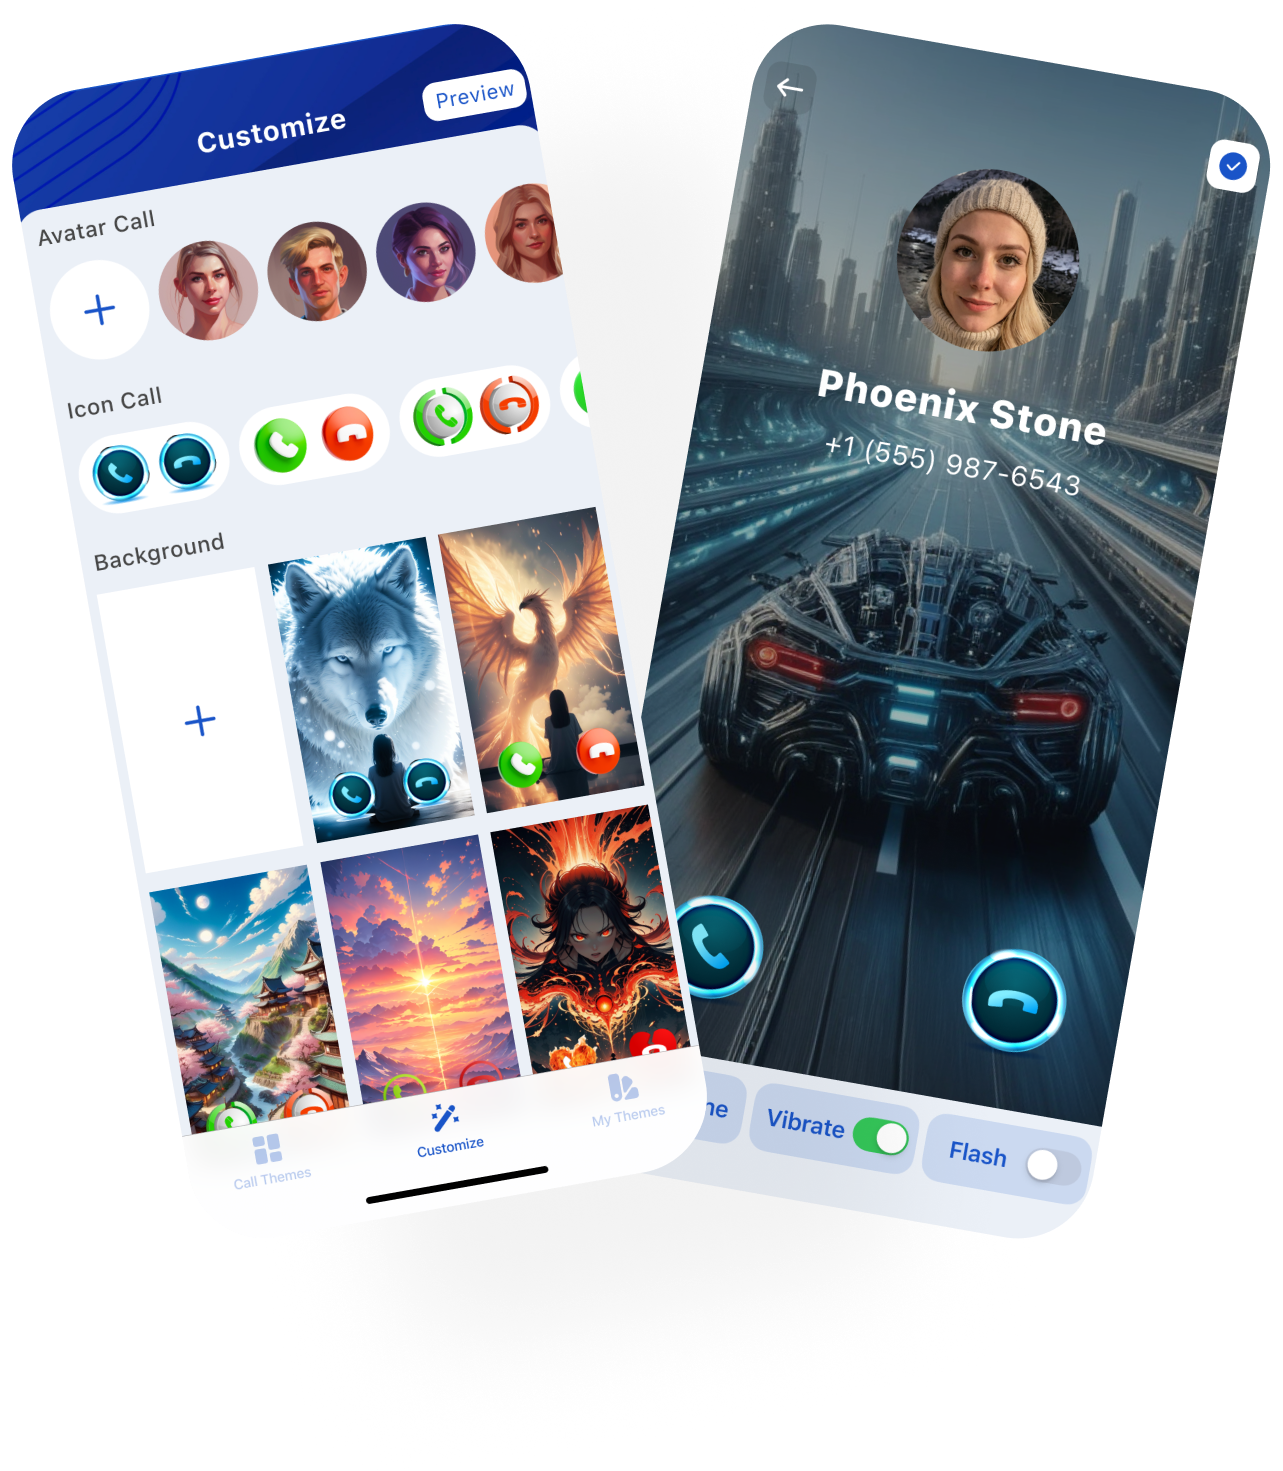 Customize
Preview
Avatar Call
Icon Call
Background
Call Themes
Customize
My Themes
Phoenix Stone
+1 (555) 987-6543
Vibrate
Flash